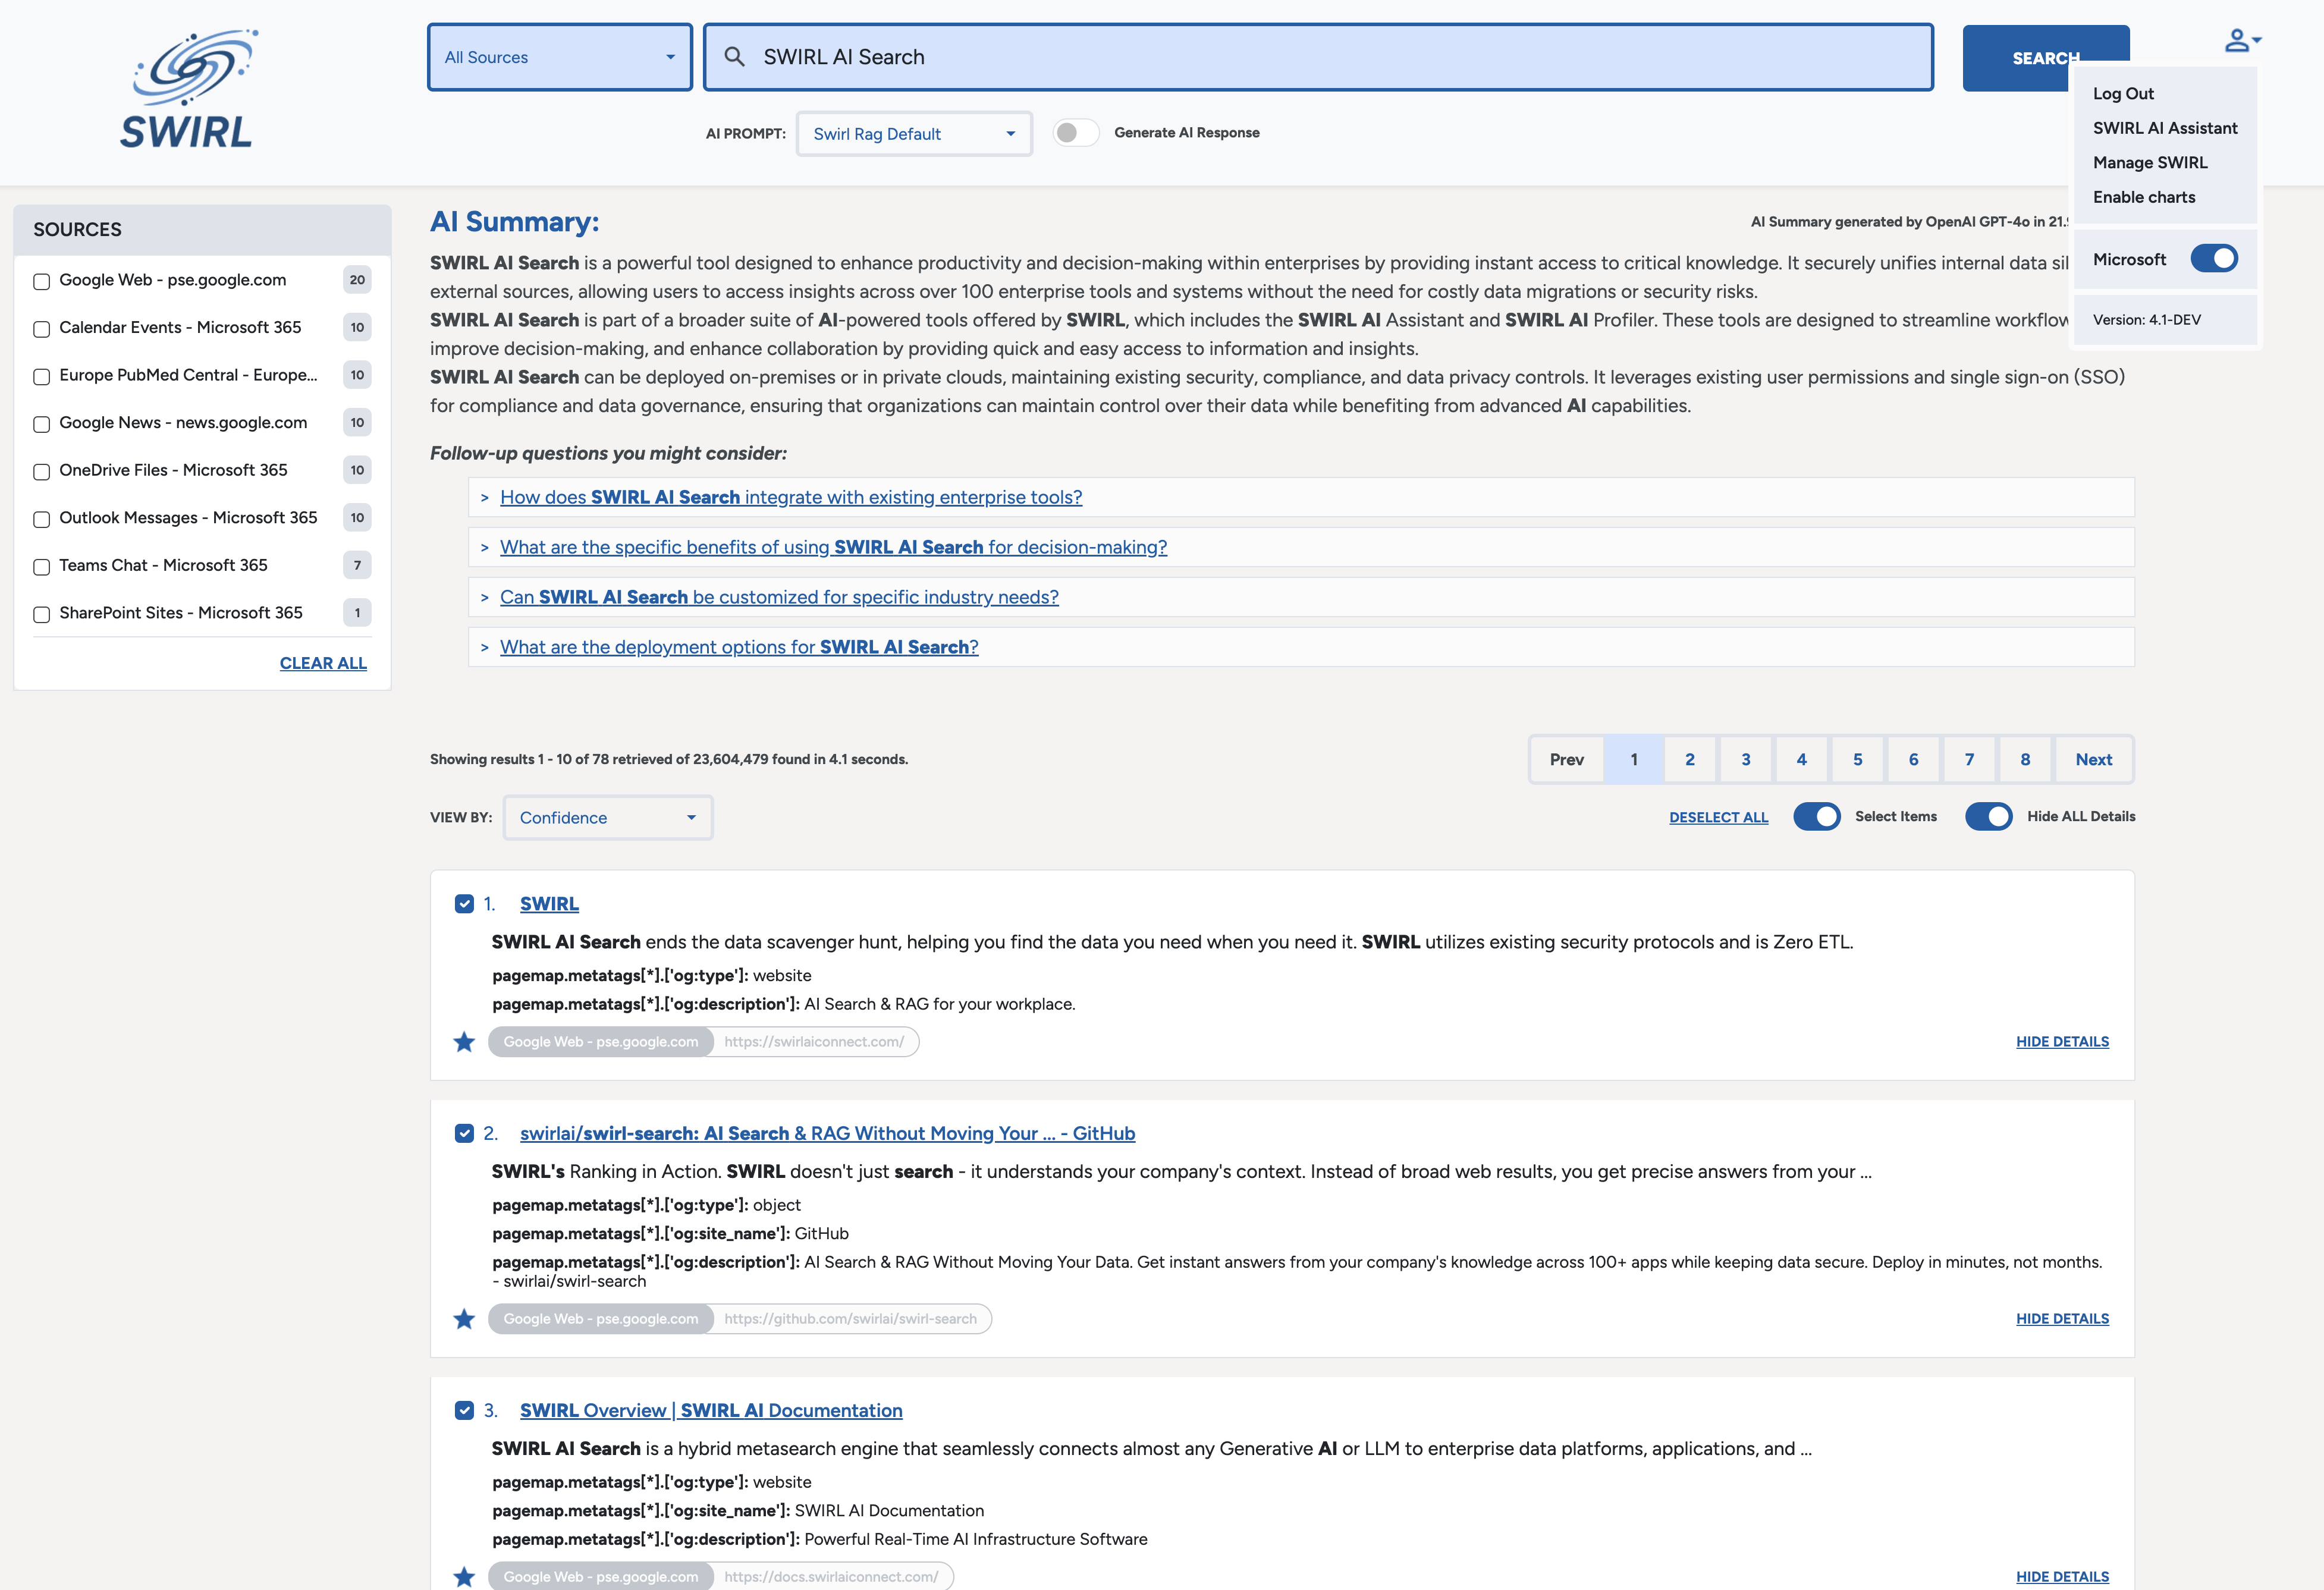 SWIRL
All Sources
SWIRL AI Search
SEARCH
AI PROMPT:
Swirl Rag Default
Generate AI Response
Log Out
SWIRL AI Assistant
Manage SWIRL
Enable charts
Microsoft
Version: 4.1-DEV
SOURCES
Google Web - pse.google.com 20
Calendar Events - Microsoft 365 10
Europe PubMed Central - Europe... 10
Google News - news.google.com 10
OneDrive Files - Microsoft 365 10
Outlook Messages - Microsoft 365 10
Teams Chat - Microsoft 365 7
SharePoint Sites - Microsoft 365 1
CLEAR ALL
AI Summary:
AI Summary generated by OpenAI GPT-4o in
SWIRL AI Search is a powerful tool designed to enhance productivity and decision-making within enterprises by providing instant access to critical knowledge. It securely unifies internal data
external sources, allowing users to access insights across over 100 enterprise tools and systems without the need for costly data migrations or security risks.
SWIRL AI Search is part of a broader suite of AI-powered tools offered by SWIRL, which includes the SWIRL AI Assistant and SWIRL AI Profiler. These tools are designed to streamline
improve decision-making, and enhance collaboration by providing quick and easy access to information and insights.
SWIRL AI Search can be deployed on-premises or in private clouds, maintaining existing security, compliance, and data privacy controls. It leverages existing user permissions and single sign-on (SSO)
for compliance and data governance, ensuring that organizations can maintain control over their data while benefiting from advanced AI capabilities.
Follow-up questions you might consider:
> How does SWIRL AI Search integrate with existing enterprise tools?
> What are the specific benefits of using SWIRL AI Search for decision-making?
> Can SWIRL AI Search be customized for specific industry needs?
> What are the deployment options for SWIRL AI Search?
Showing results 1 - 10 of 78 retrieved of 23,604,479 found in 4.1 seconds.
Prev 1 2 3 4 5 6 7 8 Next
VIEW BY: Confidence
DESELECT ALL Select Items Hide ALL Details
1. SWIRL
SWIRL AI Search ends the data scavenger hunt, helping you find the data you need when you need it. SWIRL utilizes existing security protocols and is Zero ETL.
pagemap.metatags[*].['og:type']: website
pagemap.metatags[*].['og:description']: AI Search & RAG for your workplace.
Google Web - pse.google.com https://swirlaiconnect.com/
HIDE DETAILS
2. swirlai/swirl-search: AI Search & RAG Without Moving Your ... - GitHub
SWIRL's Ranking in Action. SWIRL doesn't just search - it understands your company's context. Instead of broad web results, you get precise answers from your ...
pagemap.metatags[*].['og:type']: object
pagemap.metatags[*].['og:site_name']: GitHub
pagemap.metatags[*].['og:description']: AI Search & RAG Without Moving Your Data. Get instant answers from your company's knowledge across 100+ apps while keeping data secure. Deploy in minutes, not months.
- swirlai/swirl-search
Google Web - pse.google.com https://github.com/swirlai/swirl-search
HIDE DETAILS
3. SWIRL Overview | SWIRL AI Documentation
SWIRL AI Search is a hybrid metasearch engine that seamlessly connects almost any Generative AI or LLM to enterprise data platforms, applications, and ...
pagemap.metatags[*].['og:type']: website
pagemap.metatags[*].['og:site_name']: SWIRL AI Documentation
pagemap.metatags[*].['og:description']: Powerful Real-Time AI Infrastructure Software
Google Web - pse.google.com https://docs.swirlaiconnect.com/
HIDE DETAILS